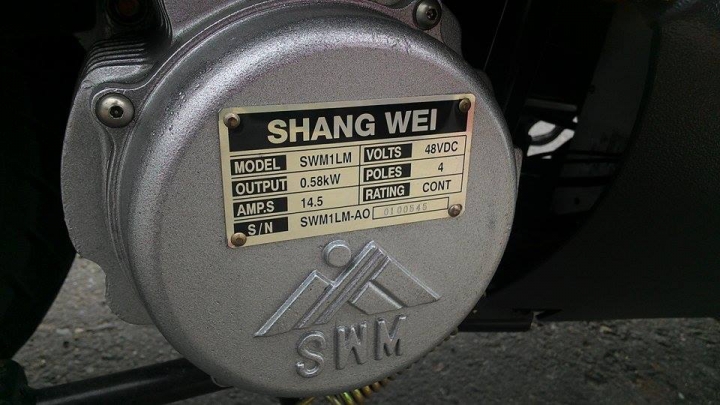 SHANG WEI
MODEL SWM1LM VOLTS 48VDC
OUTPUT 0.58kW POLES 4
AMP.S 14.5 RATING CONT
S/N SWM1LM-AO 0100545
SWM